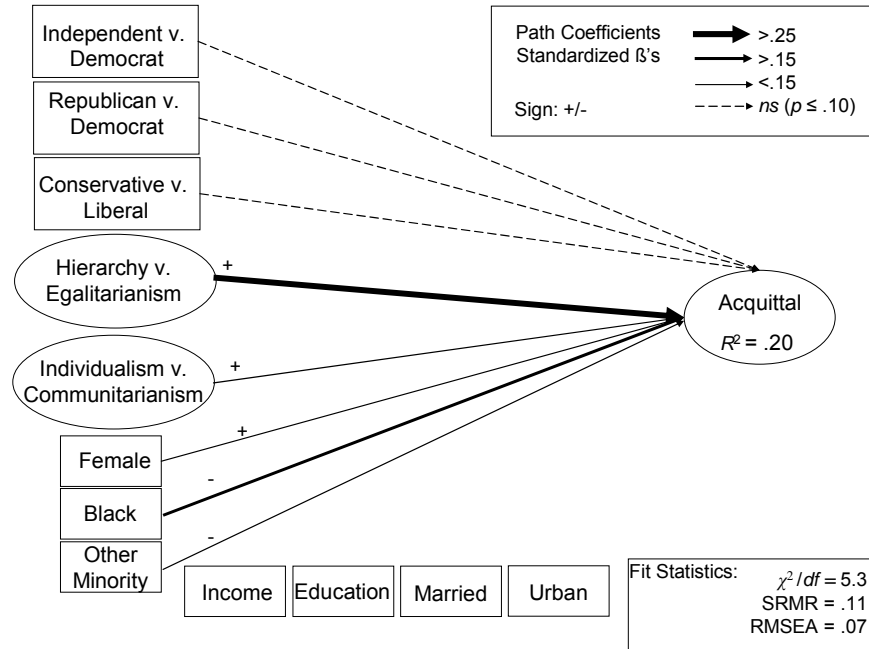 Independent v.
Democrat
Republican v.
Democrat
Conservative v.
Liberal
Hierarchy v.
Egalitarianism
Individualism v.
Communitarianism
Female
Black
Other
Minority
Income
Education
Married
Urban
+
+
+
-
-
Acquittal
R² = .20
Path Coefficients
Standardized ß's
Sign: +/-
>.25
>.15
<.15
ns (p ≤ .10)
Fit Statistics:
χ²/df = 5.3
SRMR = .11
RMSEA = .07